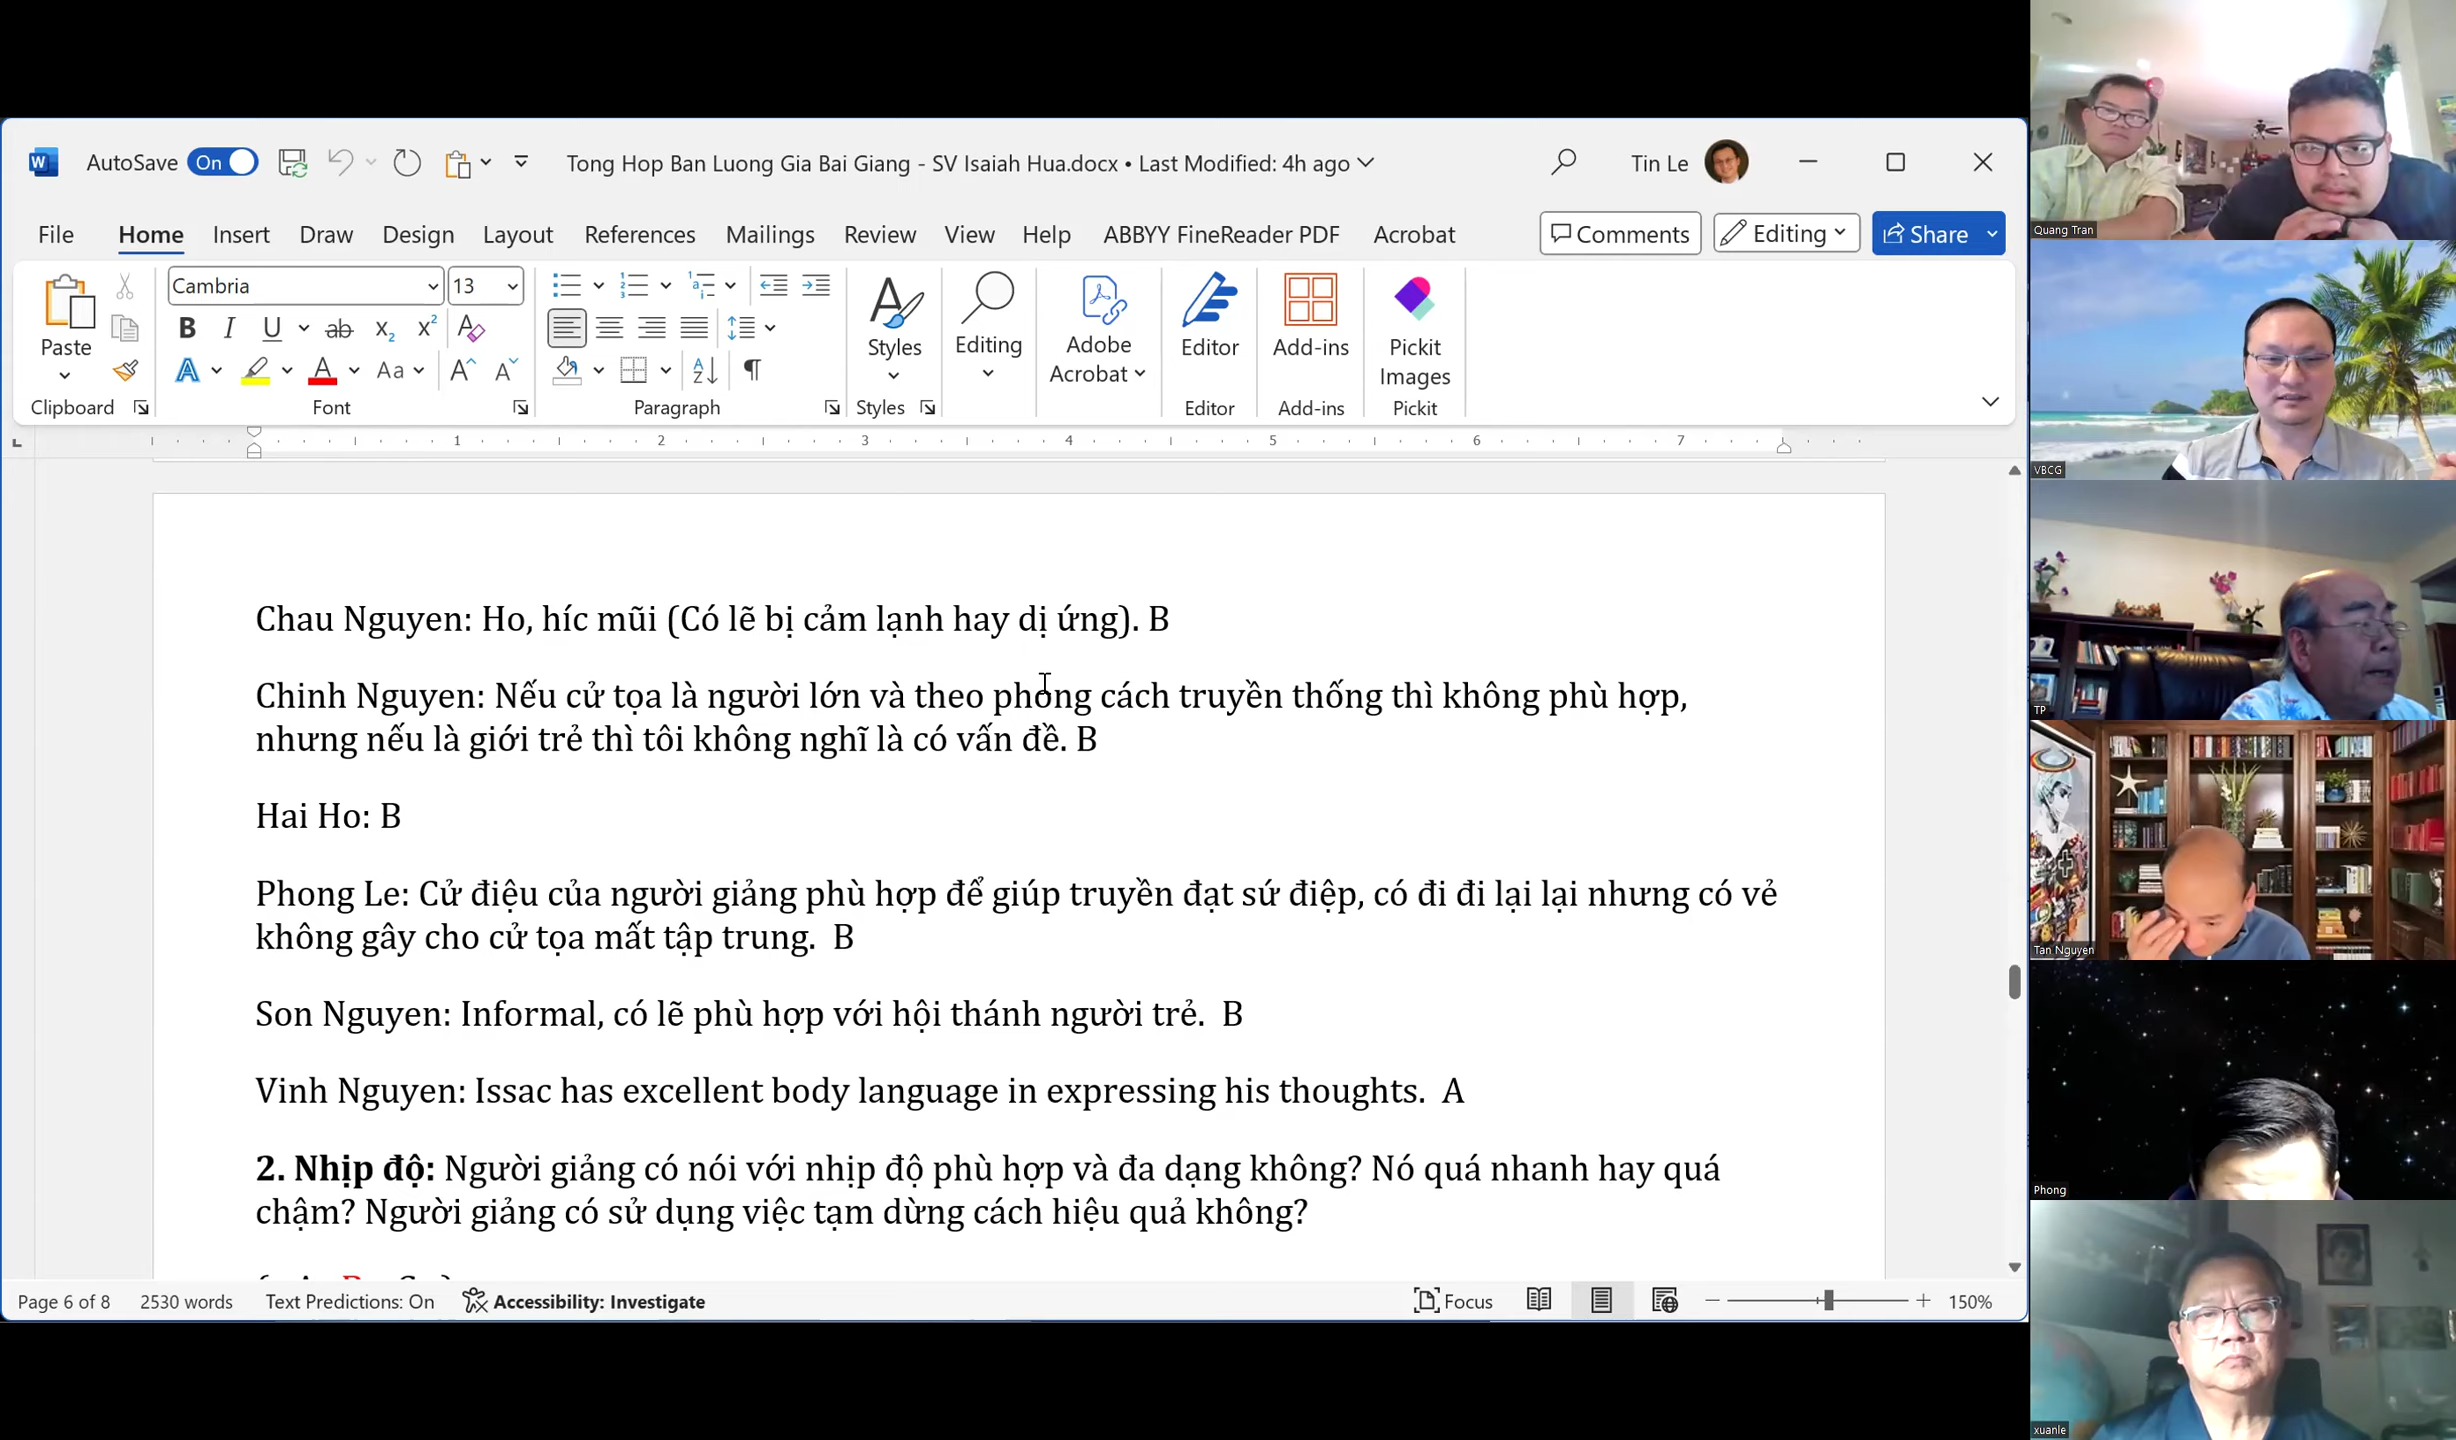 AutoSave On Tong Hop Ban Luong Gia Bai Giang - SV Isaiah Hua.docx • Last Modified: 4h ago Tin Le
File Home Insert Draw Design Layout References Mailings Review View Help ABBYY FineReader PDF Acrobat Comments Editing Share
Cambria 13
Paste
Styles
Editing
Adobe
Acrobat
Editor
Add-ins
Pickit
Images
Clipboard Font Paragraph Styles Editor Add-ins Pickit
1 2 3 4 5 6 7
Chau Nguyen: Ho, híc mũi (Có lẽ bị cảm lạnh hay dị ứng). B
Chinh Nguyen: Nếu cử tọa là người lớn và theo phong cách truyền thống thì không phù hợp,
nhưng nếu là giới trẻ thì tôi không nghĩ là có vấn đề. B
Hai Ho: B
Phong Le: Cử điệu của người giảng phù hợp để giúp truyền đạt sứ điệp, có đi đi lại lại nhưng có vẻ
không gây cho cử tọa mất tập trung. B
Son Nguyen: Informal, có lẽ phù hợp với hội thánh người trẻ. B
Vinh Nguyen: Issac has excellent body language in expressing his thoughts. A
2. Nhịp độ: Người giảng có nói với nhịp độ phù hợp và đa dạng không? Nó quá nhanh hay quá
chậm? Người giảng có sử dụng việc tạm dừng cách hiệu quả không?
Page 6 of 8 2530 words Text Predictions: On Accessibility: Investigate Focus 150%
Quang Tran
VBCG
TP
Tan Nguyen
Phong
xuanle